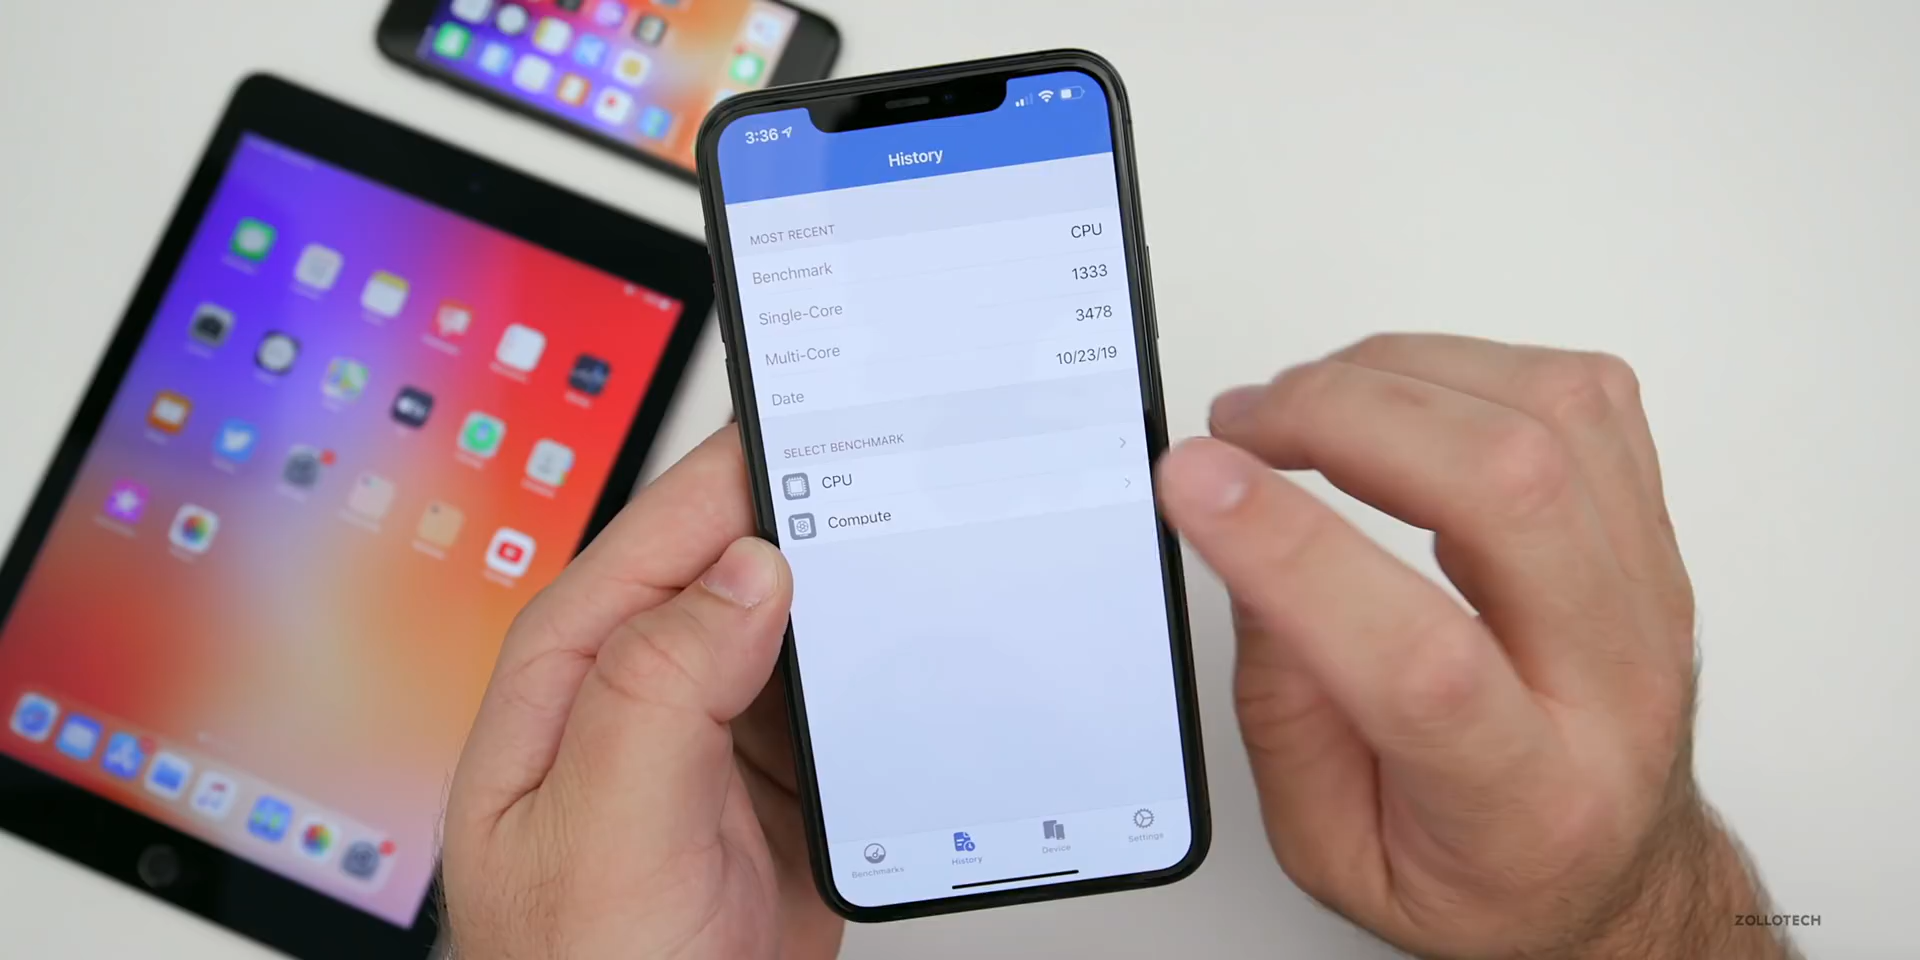 3:36
History
MOST RECENT
Benchmark CPU
Single-Core 1333
Multi-Core 3478
Date 10/23/19
SELECT BENCHMARK
CPU
Compute
Benchmarks History Device Settings
ZOLLOTECH